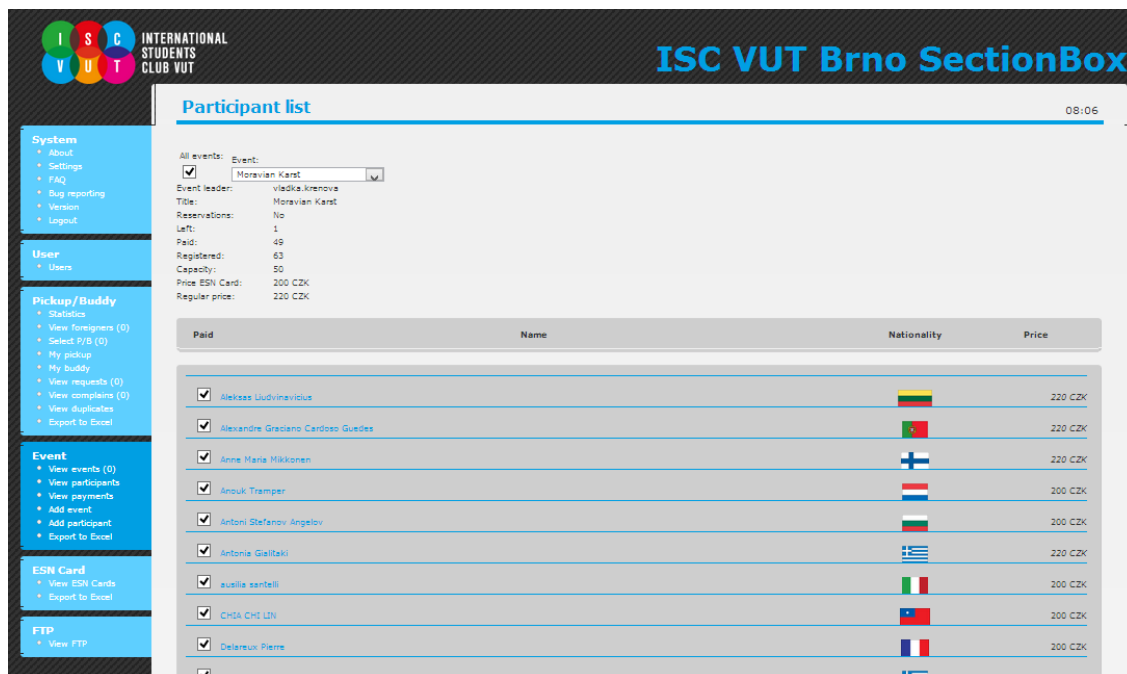 I S C
V U T
INTERNATIONAL
STUDENTS
CLUB VUT
ISC VUT Brno SectionBox
Participant list
08:06
System
About
Settings
FAQ
Bug reporting
Version
Logout
User
Users
Pickup/Buddy
Statistics
View foreigners (0)
Select P/B (0)
My pickup
My buddy
View requests (0)
View complains (0)
View duplicates
Export to Excel
Event
View events (0)
View participants
View payments
Add event
Add participant
Export to Excel
ESN Card
View ESN Cards
Export to Excel
FTP
View FTP
All events: Event:
Moravian Karst
Event leader: vladka.krenova
Title: Moravian Karst
Reservations: No
Left: 1
Paid: 49
Registered: 63
Capacity: 50
Price ESN Card: 200 CZK
Regular price: 220 CZK
Paid Name Nationality Price
Aleksas Liudvinavicius 220 CZK
Alexandre Graciano Cardoso Guedes 220 CZK
Anne Maria Mikkonen 220 CZK
Anouk Tramper 200 CZK
Antoni Stefanov Angelov 200 CZK
Antonia Gialitaki 220 CZK
ausilia santelli 200 CZK
CHIA CHI LIN 200 CZK
Delareux Pierre 200 CZK